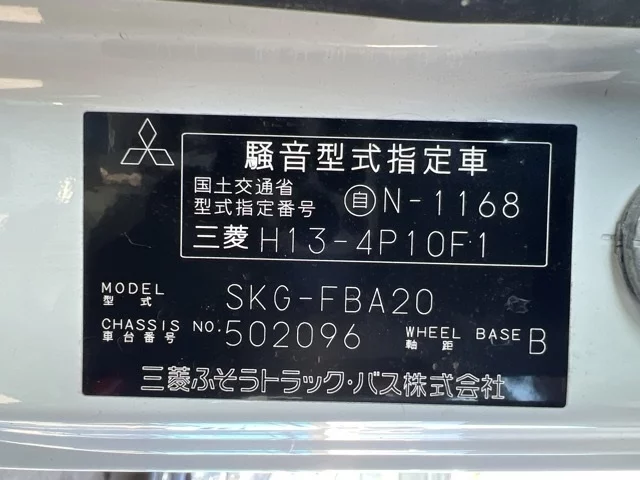 騒音型式指定車
国土交通省
型式指定番号 自 N-1168
三菱 H13-4P10F1
MODEL
型式 SKG-FBA20
CHASSIS NO. 502096 WHEEL BASE B
車台番号 軸距
三菱ふそうトラック・バス株式会社